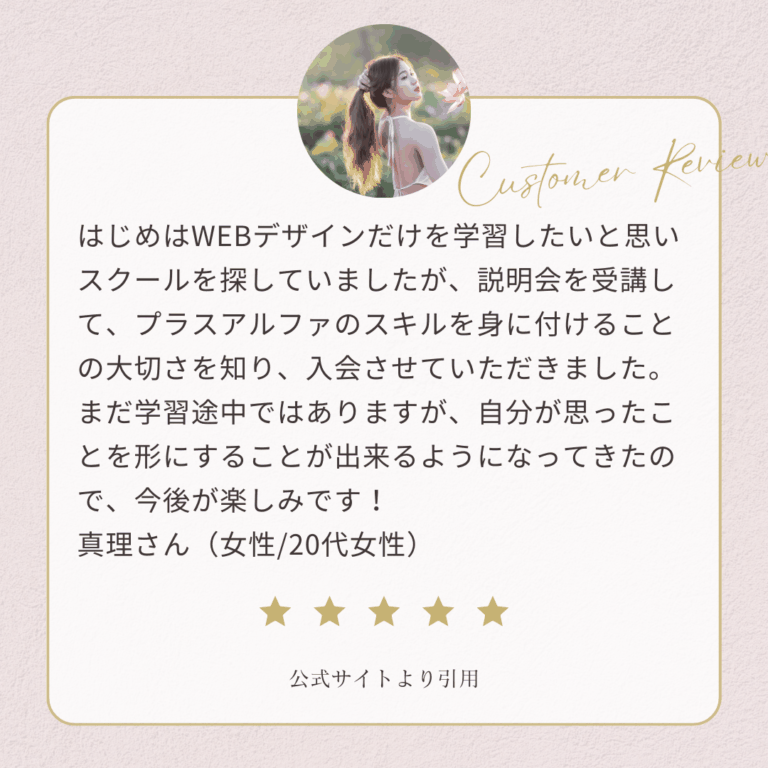 Customer Review
はじめはWEBデザインだけを学習したいと思い
スクールを探していましたが、説明会を受講し
て、プラスアルファのスキルを身に付けること
の大切さを知り、入会させていただきました。
まだ学習途中ではありますが、自分が思ったこ
とを形にすることが出来るようになってきたの
で、今後が楽しみです！
真理さん（女性/20代女性）
公式サイトより引用